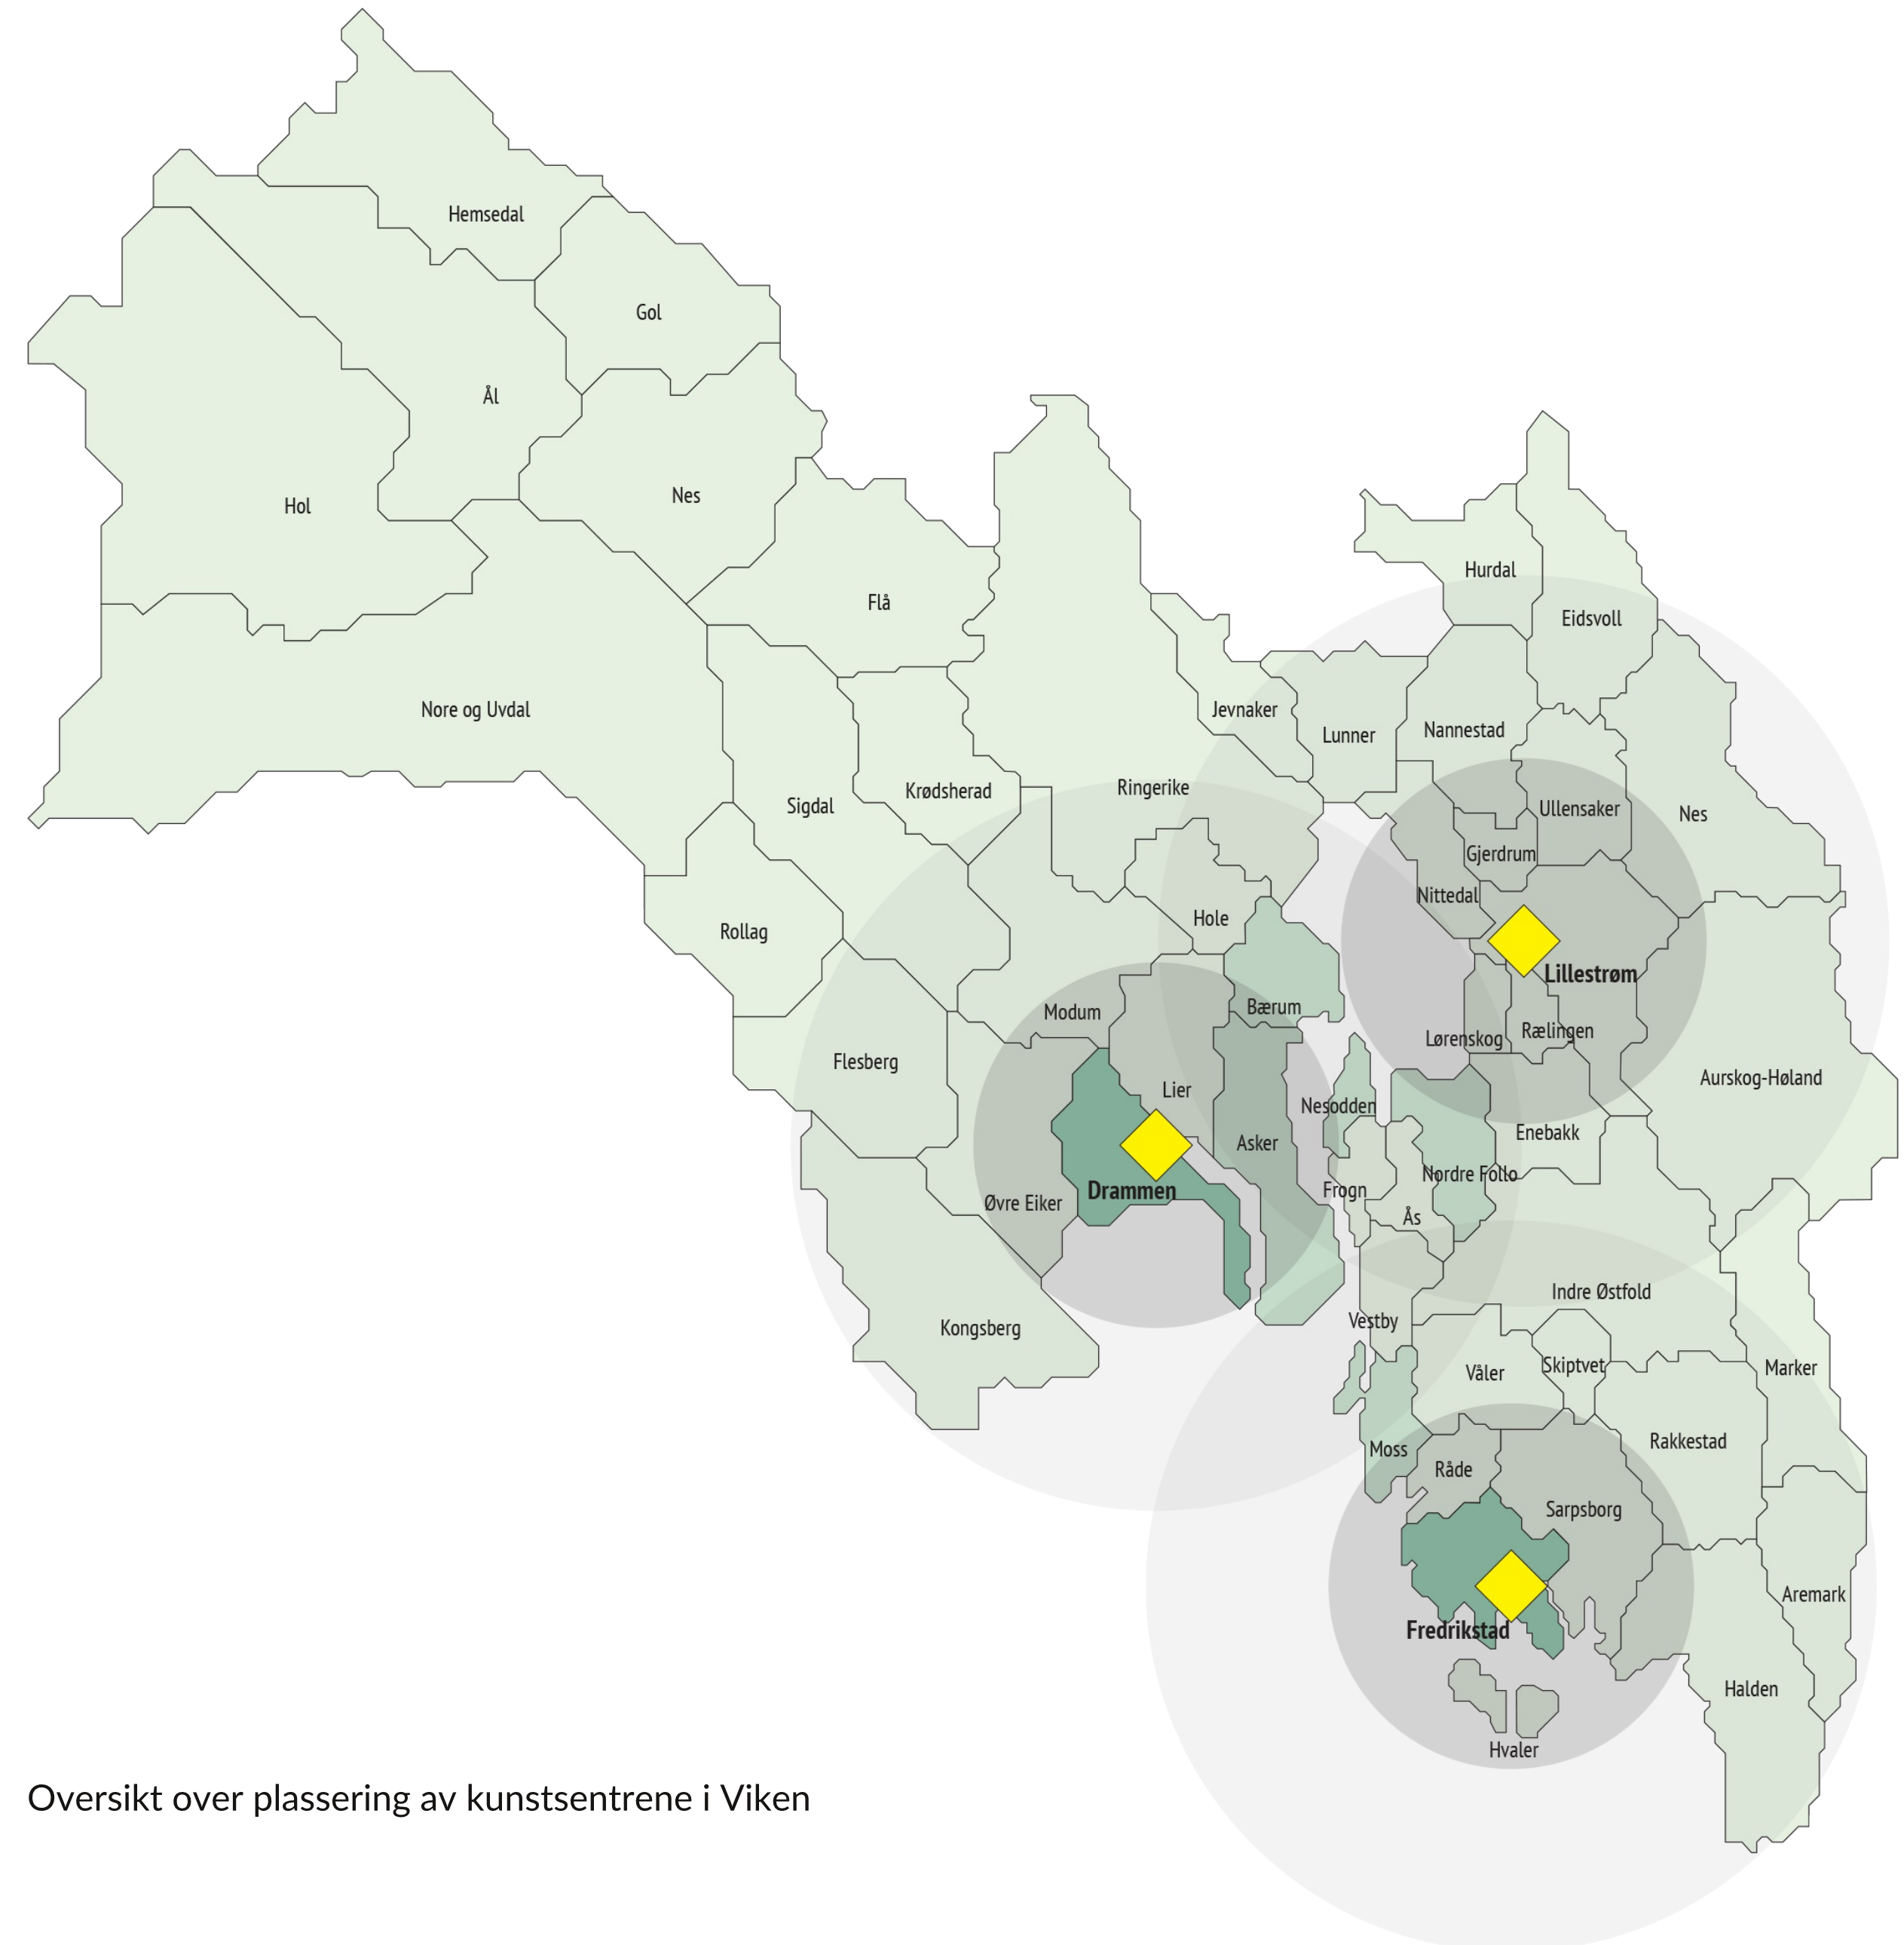 Hemsedal
Gol
Ål
Nes
Hol
Flå
Hurdal
Eidsvoll
Nore og Uvdal
Jevnaker
Lunner
Nannestad
Krødsherad
Ringerike
Sigdal
Ullensaker
Nes
Gjerdrum
Nittedal
Hole
Rollag
Lillestrøm
Bærum
Modum
Rælingen
Lørenskog
Flesberg
Aurskog-Høland
Lier
Nesodden
Enebakk
Asker
Nordre Follo
Drammen
Frogn
Øvre Eiker
Ås
Indre Østfold
Vestby
Kongsberg
Skiptvet
Marker
Våler
Rakkestad
Moss
Råde
Sarpsborg
Aremark
Fredrikstad
Halden
Hvaler
Oversikt over plassering av kunstsentrene i Viken